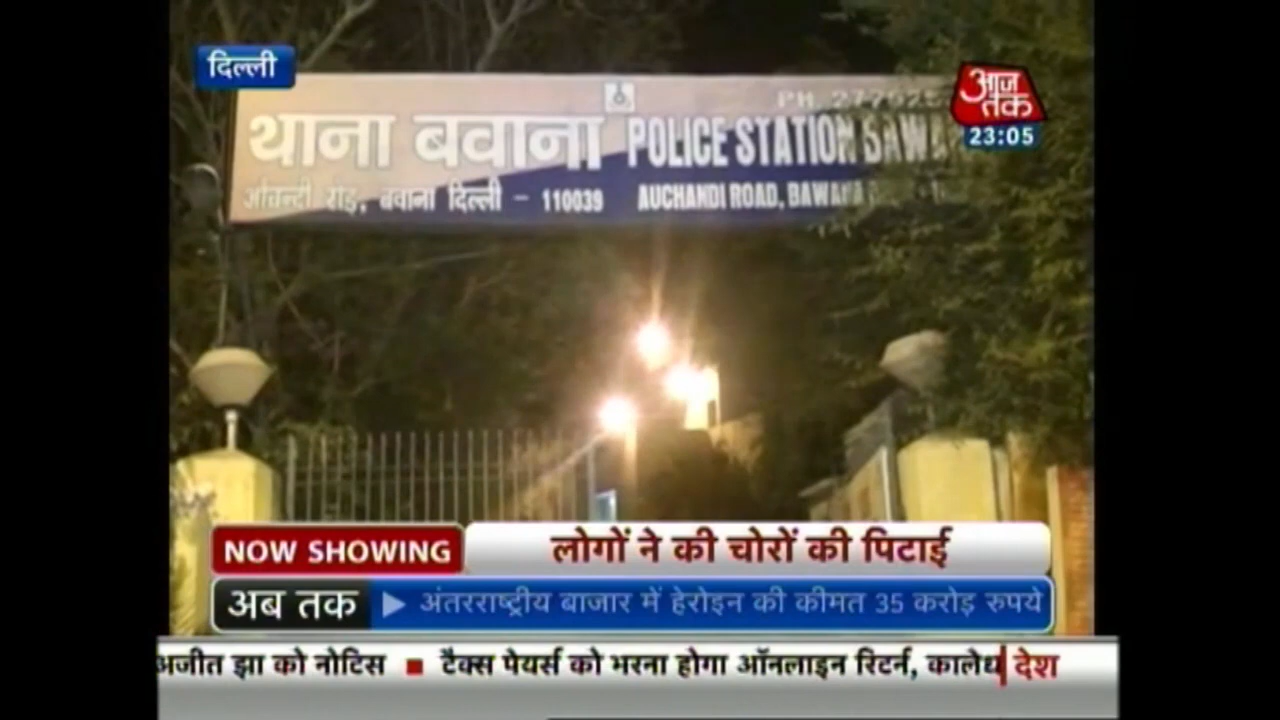 दिल्ली
आज
तक
23:05
थाना बवाना POLICE STATION
रोड, बवाना दिल्ली - 110039 AUCHANDI ROAD, BAWANA
NOW SHOWING लोगों ने की चोरों की पिटाई
अब तक अंतरराष्ट्रीय बाजार में हेरोइन की कीमत 35 करोड़ रुपये
अजीत झा को नोटिस ■ टैक्स पेयर्स को भरना होगा ऑनलाइन रिटर्न, देश